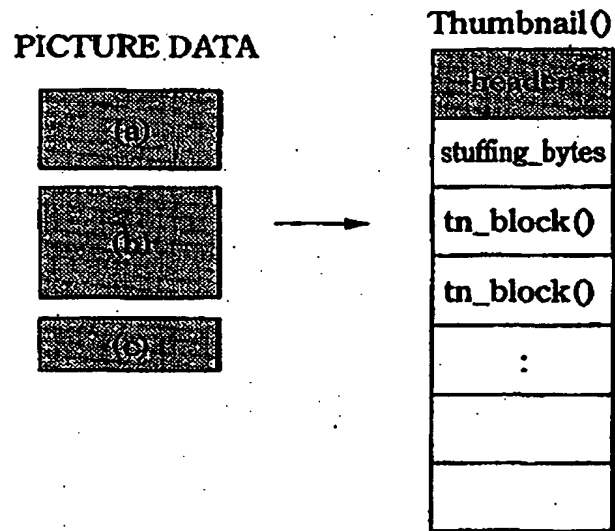 PICTURE DATA
(a)
(b)
(c)
Thumbnail()
header
stuffing_bytes
tn_block()
tn_block()
: